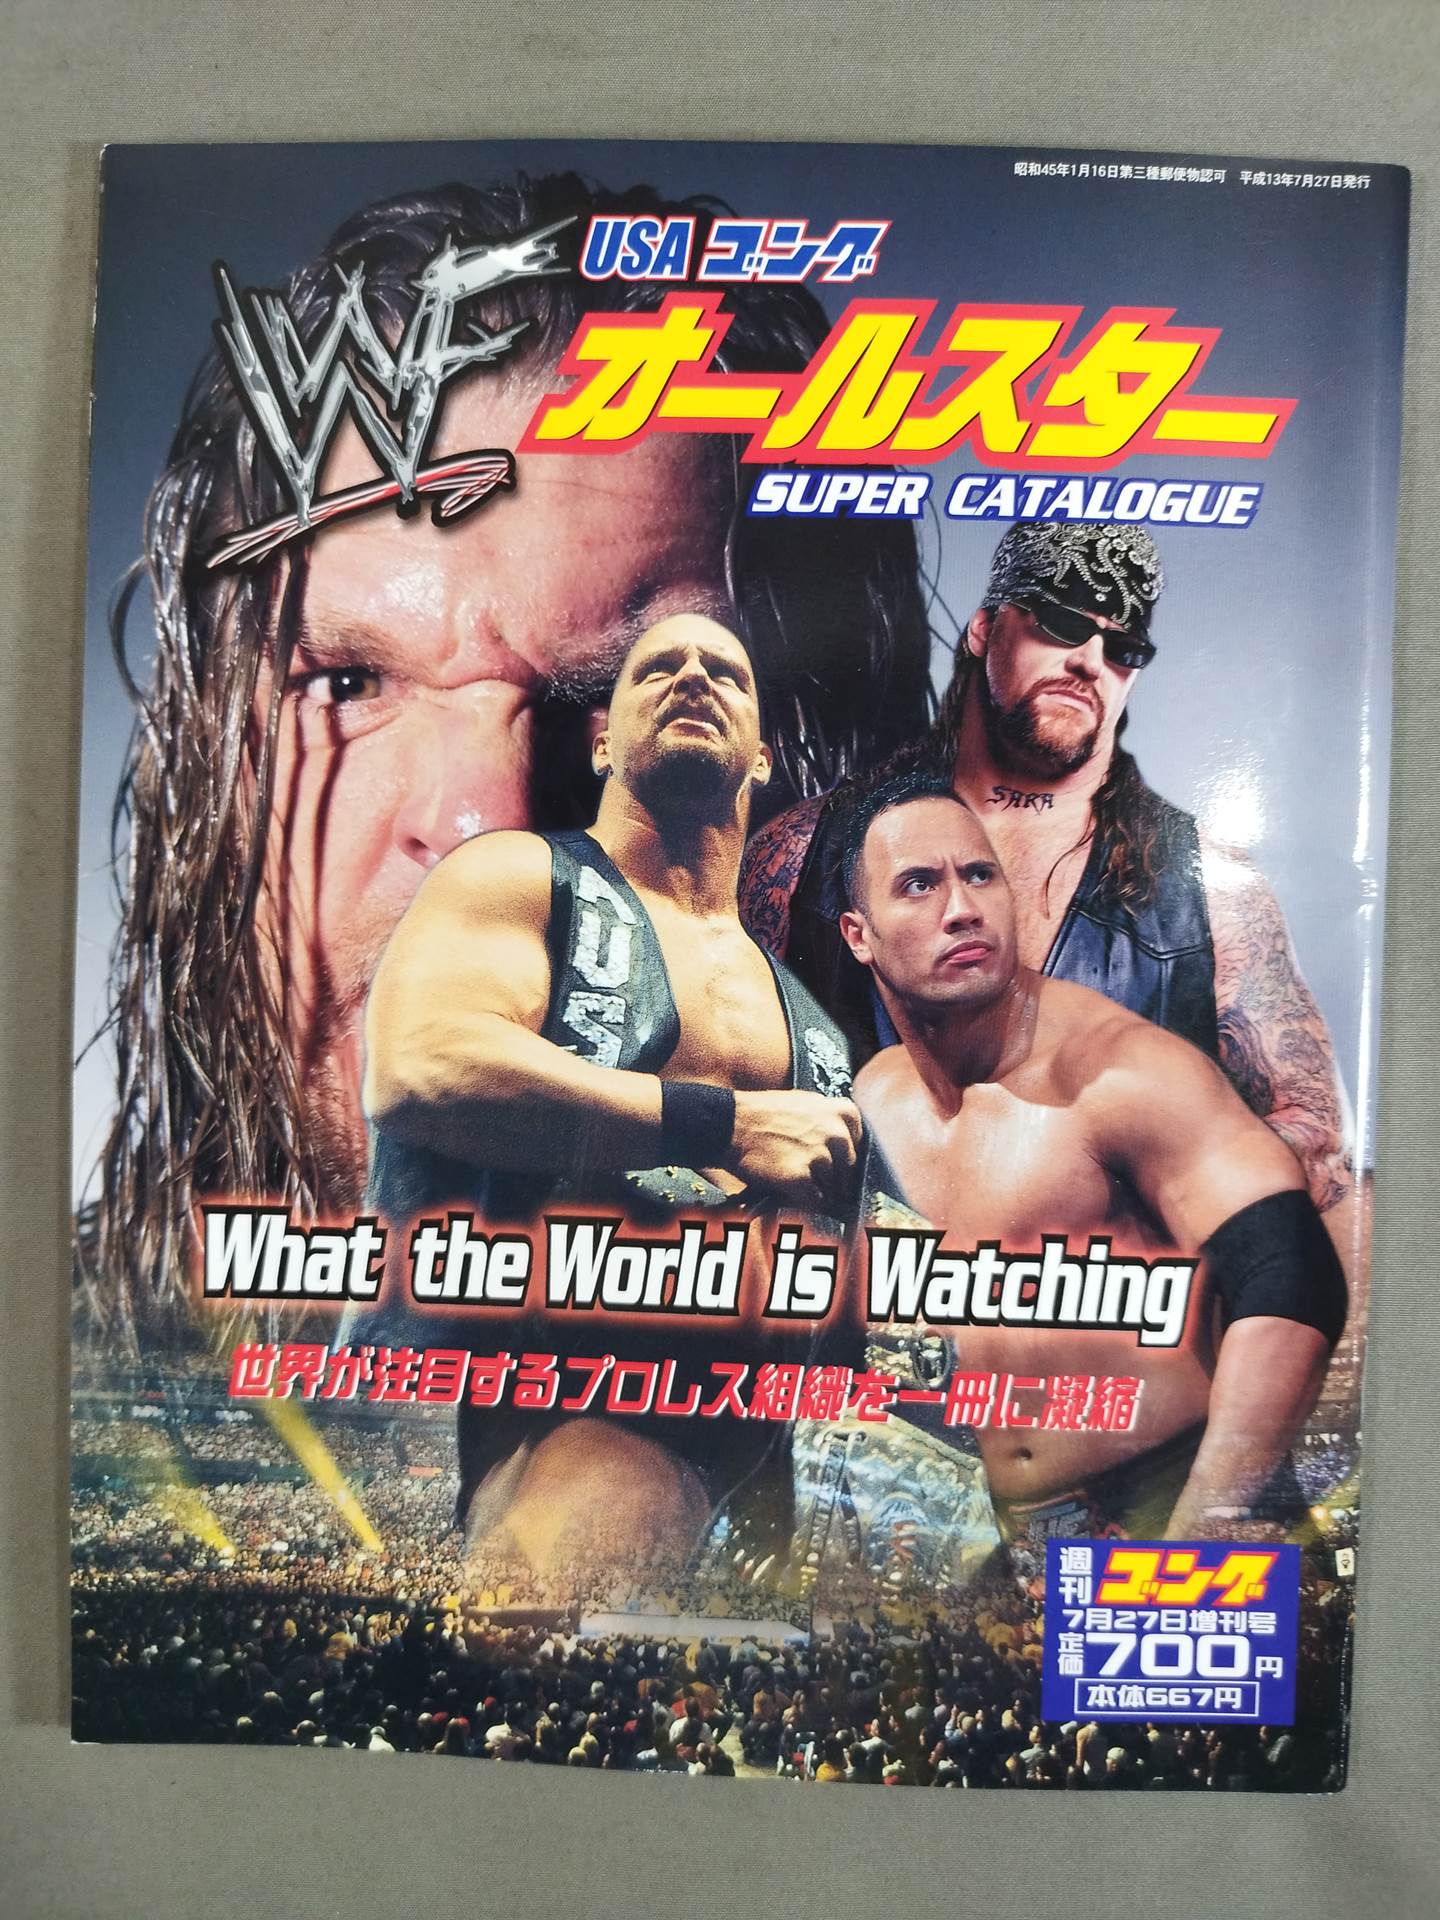 昭和45年1月16日第三種郵便物認可 平成13年7月27日発行
WF
USA ゴング
オールスター
SUPER CATALOGUE
SARA
What the World is Watching
世界が注目するプロレス組織を一冊に凝縮
週刊ゴング
7月27日増刊号
定価700円
本体667円